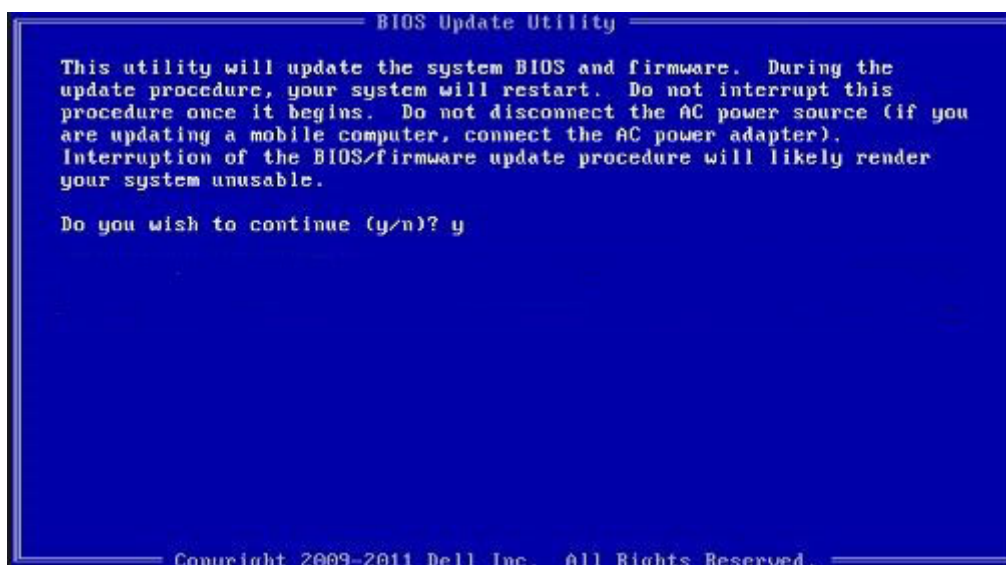 BIOS Update Utility
This utility will update the system BIOS and firmware. During the
update procedure, your system will restart. Do not interrupt this
procedure once it begins. Do not disconnect the AC power source (if you
are updating a mobile computer, connect the AC power adapter).
Interruption of the BIOS/firmware update procedure will likely render
your system unusable.
Do you wish to continue (y/n)? y
Copyright 2009-2011 Dell Inc. All Rights Reserved.